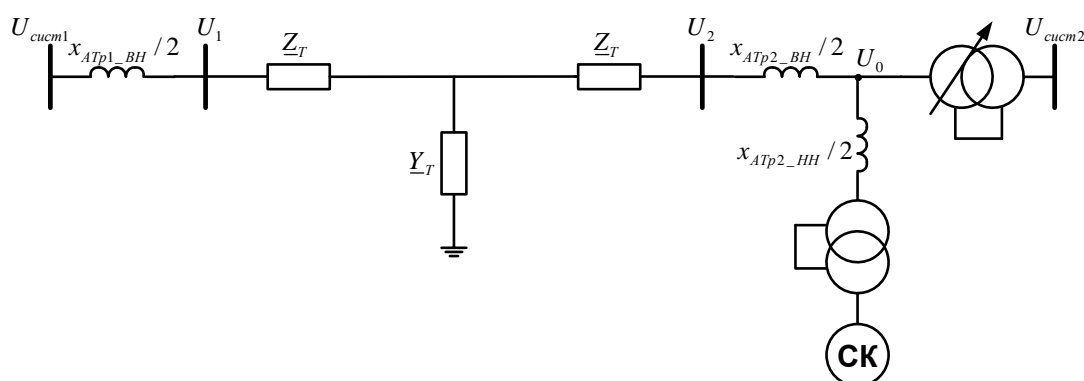 U_сист1
x_АТр1_ВН / 2
U_1
Z_T
Z_T
U_2
x_АТр2_ВН / 2
U_0
U_сист2
Y_T
x_АТр2_НН / 2
СК